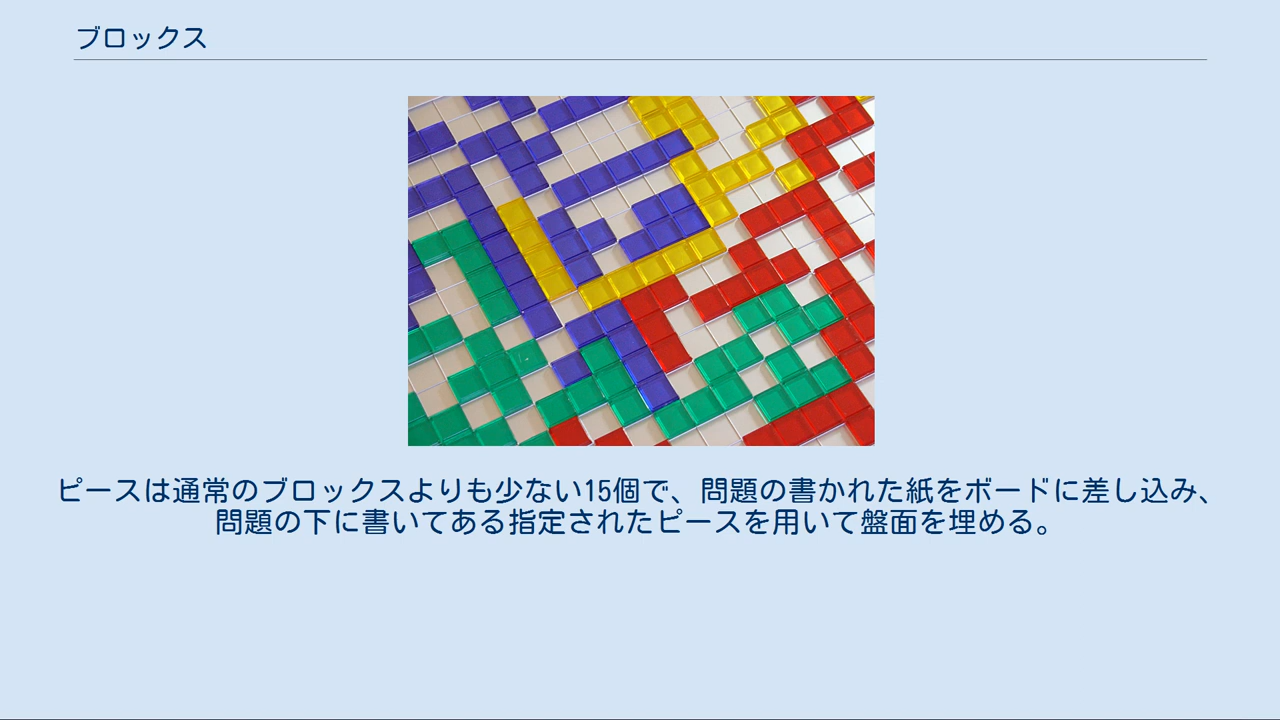 ブロックス
ピースは通常のブロックスよりも少ない15個で、問題の書かれた紙をボードに差し込み、
問題の下に書いてある指定されたピースを用いて盤面を埋める。